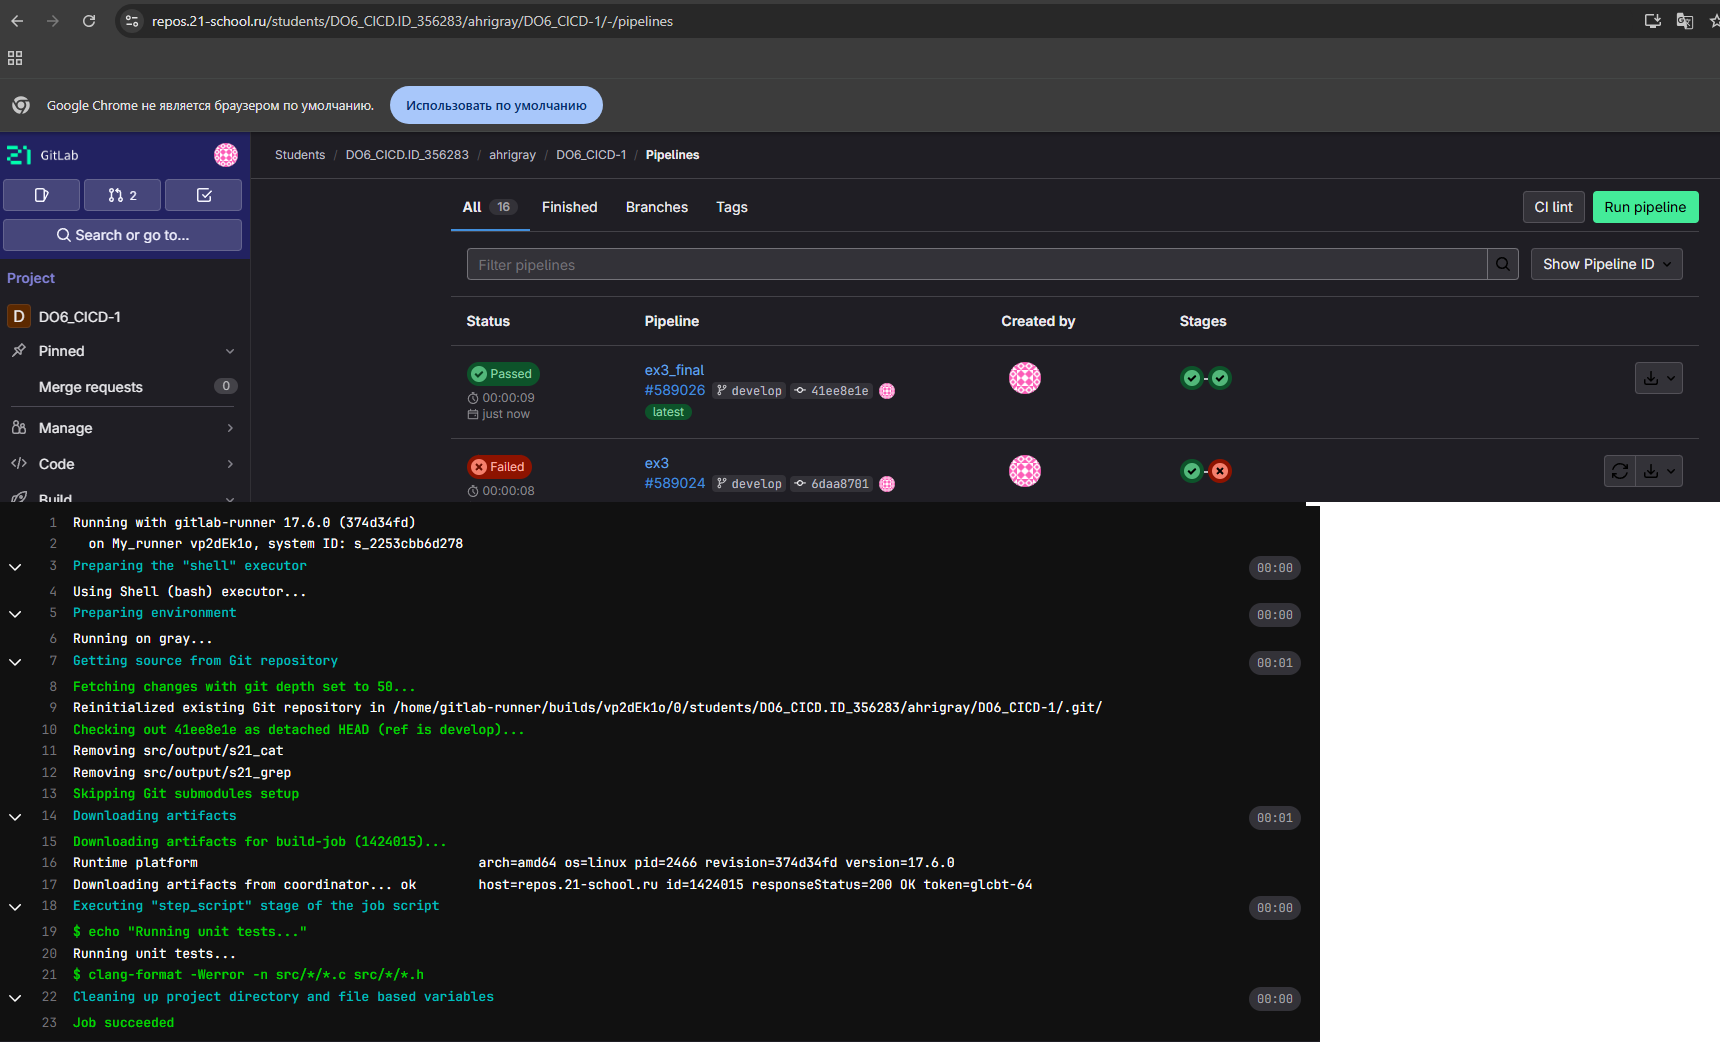 repos.21-school.ru/students/DO6_CICD.ID_356283/ahrigray/DO6_CICD-1/-/pipelines
Google Chrome не является браузером по умолчанию.
Использовать по умолчанию
21 GitLab
2
Search or go to...
Project
D DO6_CICD-1
Pinned
Merge requests 0
Manage
Code
Build
Students / DO6_CICD.ID_356283 / ahrigray / DO6_CICD-1 / Pipelines
All 16 Finished Branches Tags
CI lint
Run pipeline
Filter pipelines
Show Pipeline ID
Status Pipeline Created by Stages
Passed
00:00:09
just now
ex3_final
#589026 develop 41ee8e1e
latest
Failed
00:00:08
ex3
#589024 develop 6daa8701
1 Running with gitlab-runner 17.6.0 (374d34fd)
2 on My_runner vp2dEk1o, system ID: s_2253cbb6d278
3 Preparing the "shell" executor 00:00
4 Using Shell (bash) executor...
5 Preparing environment 00:00
6 Running on gray...
7 Getting source from Git repository 00:01
8 Fetching changes with git depth set to 50...
9 Reinitialized existing Git repository in /home/gitlab-runner/builds/vp2dEk1o/0/students/DO6_CICD.ID_356283/ahrigray/DO6_CICD-1/.git/
10 Checking out 41ee8e1e as detached HEAD (ref is develop)...
11 Removing src/output/s21_cat
12 Removing src/output/s21_grep
13 Skipping Git submodules setup
14 Downloading artifacts 00:01
15 Downloading artifacts for build-job (1424015)...
16 Runtime platform arch=amd64 os=linux pid=2466 revision=374d34fd version=17.6.0
17 Downloading artifacts from coordinator... ok host=repos.21-school.ru id=1424015 responseStatus=200 OK token=glcbt-64
18 Executing "step_script" stage of the job script 00:00
19 $ echo "Running unit tests..."
20 Running unit tests...
21 $ clang-format -Werror -n src/*/*.c src/*/*.h
22 Cleaning up project directory and file based variables 00:00
23 Job succeeded